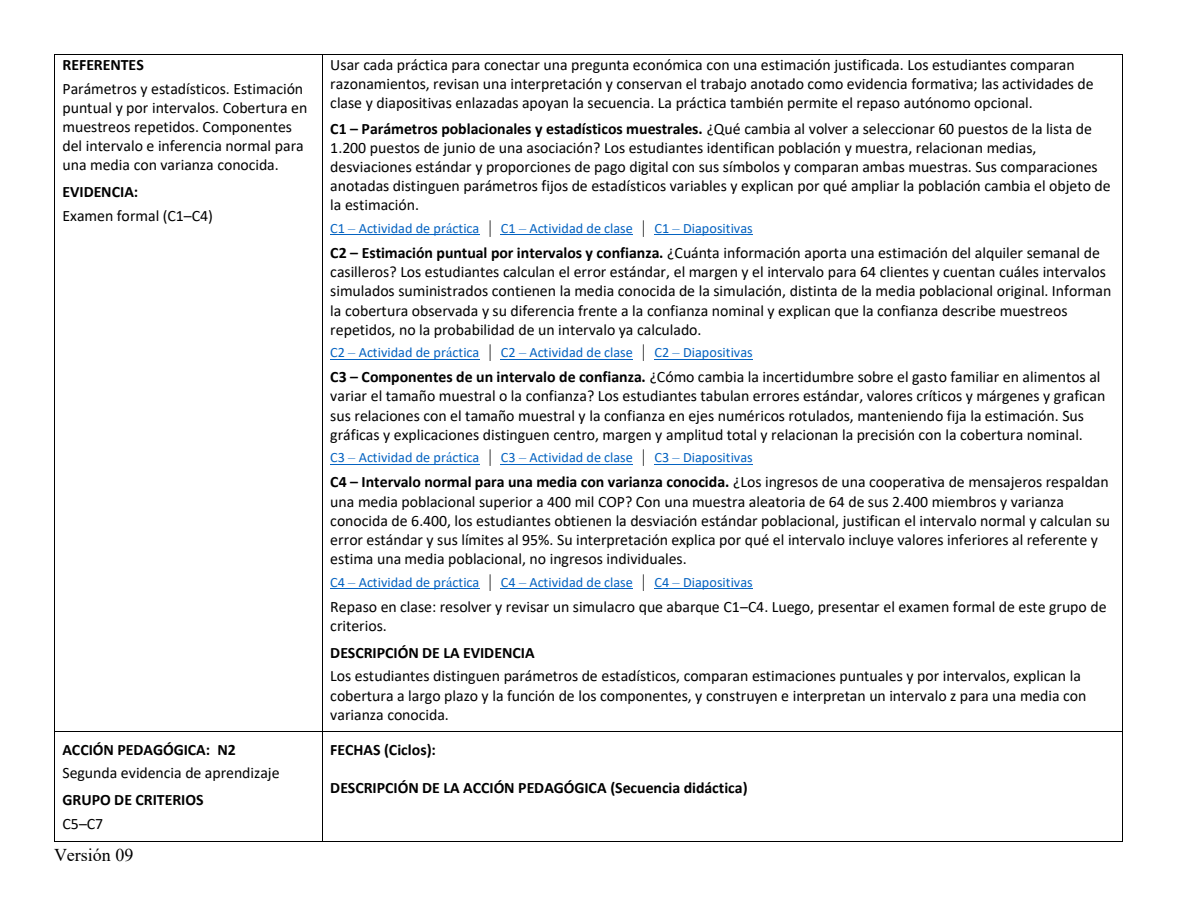 REFERENTES
Parámetros y estadísticos. Estimación
puntual y por intervalos. Cobertura en
muestreos repetidos. Componentes
del intervalo e inferencia normal para
una media con varianza conocida.
EVIDENCIA:
Examen formal (C1–C4)
Usar cada práctica para conectar una pregunta económica con una estimación justificada. Los estudiantes comparan
razonamientos, revisan una interpretación y conservan el trabajo anotado como evidencia formativa; las actividades de
clase y diapositivas enlazadas apoyan la secuencia. La práctica también permite el repaso autónomo opcional.
C1 – Parámetros poblacionales y estadísticos muestrales. ¿Qué cambia al volver a seleccionar 60 puestos de la lista de
1.200 puestos de junio de una asociación? Los estudiantes identifican población y muestra, relacionan medias,
desviaciones estándar y proporciones de pago digital con sus símbolos y comparan ambas muestras. Sus comparaciones
anotadas distinguen parámetros fijos de estadísticos variables y explican por qué ampliar la población cambia el objeto de
la estimación.
C1 – Actividad de práctica | C1 – Actividad de clase | C1 – Diapositivas
C2 – Estimación puntual por intervalos y confianza. ¿Cuánta información aporta una estimación del alquiler semanal de
casilleros? Los estudiantes calculan el error estándar, el margen y el intervalo para 64 clientes y cuentan cuáles intervalos
simulados suministrados contienen la media conocida de la simulación, distinta de la media poblacional original. Informan
la cobertura observada y su diferencia frente a la confianza nominal y explican que la confianza describe muestreos
repetidos, no la probabilidad de un intervalo ya calculado.
C2 – Actividad de práctica | C2 – Actividad de clase | C2 – Diapositivas
C3 – Componentes de un intervalo de confianza. ¿Cómo cambia la incertidumbre sobre el gasto familiar en alimentos al
variar el tamaño muestral o la confianza? Los estudiantes tabulan errores estándar, valores críticos y márgenes y grafican
sus relaciones con el tamaño muestral y la confianza en ejes numéricos rotulados, manteniendo fija la estimación. Sus
gráficas y explicaciones distinguen centro, margen y amplitud total y relacionan la precisión con la cobertura nominal.
C3 – Actividad de práctica | C3 – Actividad de clase | C3 – Diapositivas
C4 – Intervalo normal para una media con varianza conocida. ¿Los ingresos de una cooperativa de mensajeros respaldan
una media poblacional superior a 400 mil COP? Con una muestra aleatoria de 64 de sus 2.400 miembros y varianza
conocida de 6.400, los estudiantes obtienen la desviación estándar poblacional, justifican el intervalo normal y calculan su
error estándar y sus límites al 95%. Su interpretación explica por qué el intervalo incluye valores inferiores al referente y
estima una media poblacional, no ingresos individuales.
C4 – Actividad de práctica | C4 – Actividad de clase | C4 – Diapositivas
Repaso en clase: resolver y revisar un simulacro que abarque C1–C4. Luego, presentar el examen formal de este grupo de
criterios.
DESCRIPCIÓN DE LA EVIDENCIA
Los estudiantes distinguen parámetros de estadísticos, comparan estimaciones puntuales y por intervalos, explican la
cobertura a largo plazo y la función de los componentes, y construyen e interpretan un intervalo z para una media con
varianza conocida.
ACCIÓN PEDAGÓGICA:  N2
Segunda evidencia de aprendizaje
GRUPO DE CRITERIOS
C5–C7
FECHAS (Ciclos):
DESCRIPCIÓN DE LA ACCIÓN PEDAGÓGICA (Secuencia didáctica)
Versión 09